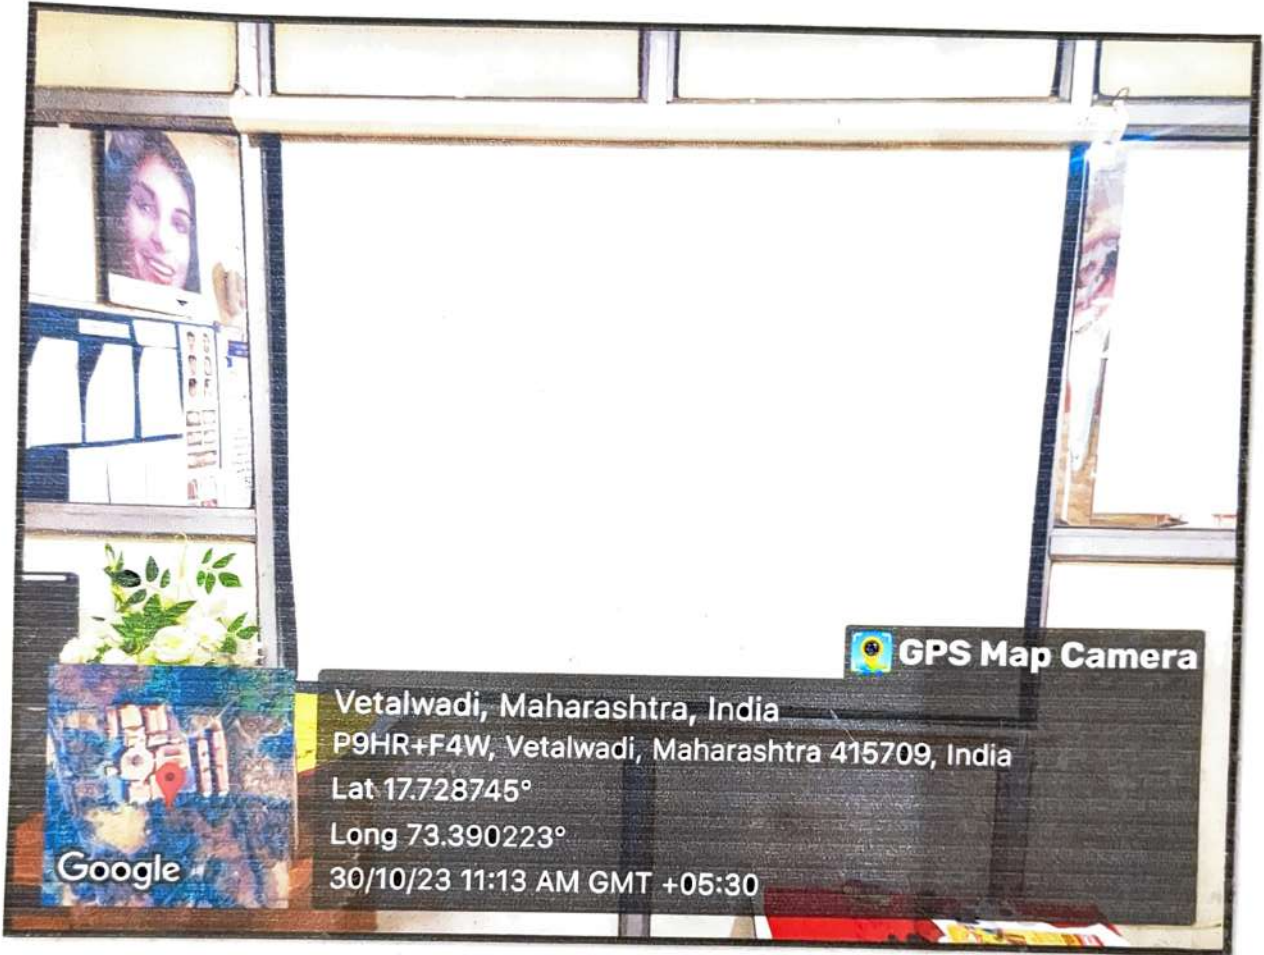 GPS Map Camera
Vetalwadi, Maharashtra, India
P9HR+F4W, Vetalwadi, Maharashtra 415709, India
Lat 17.728745°
Long 73.390223°
30/10/23 11:13 AM GMT +05:30
Google